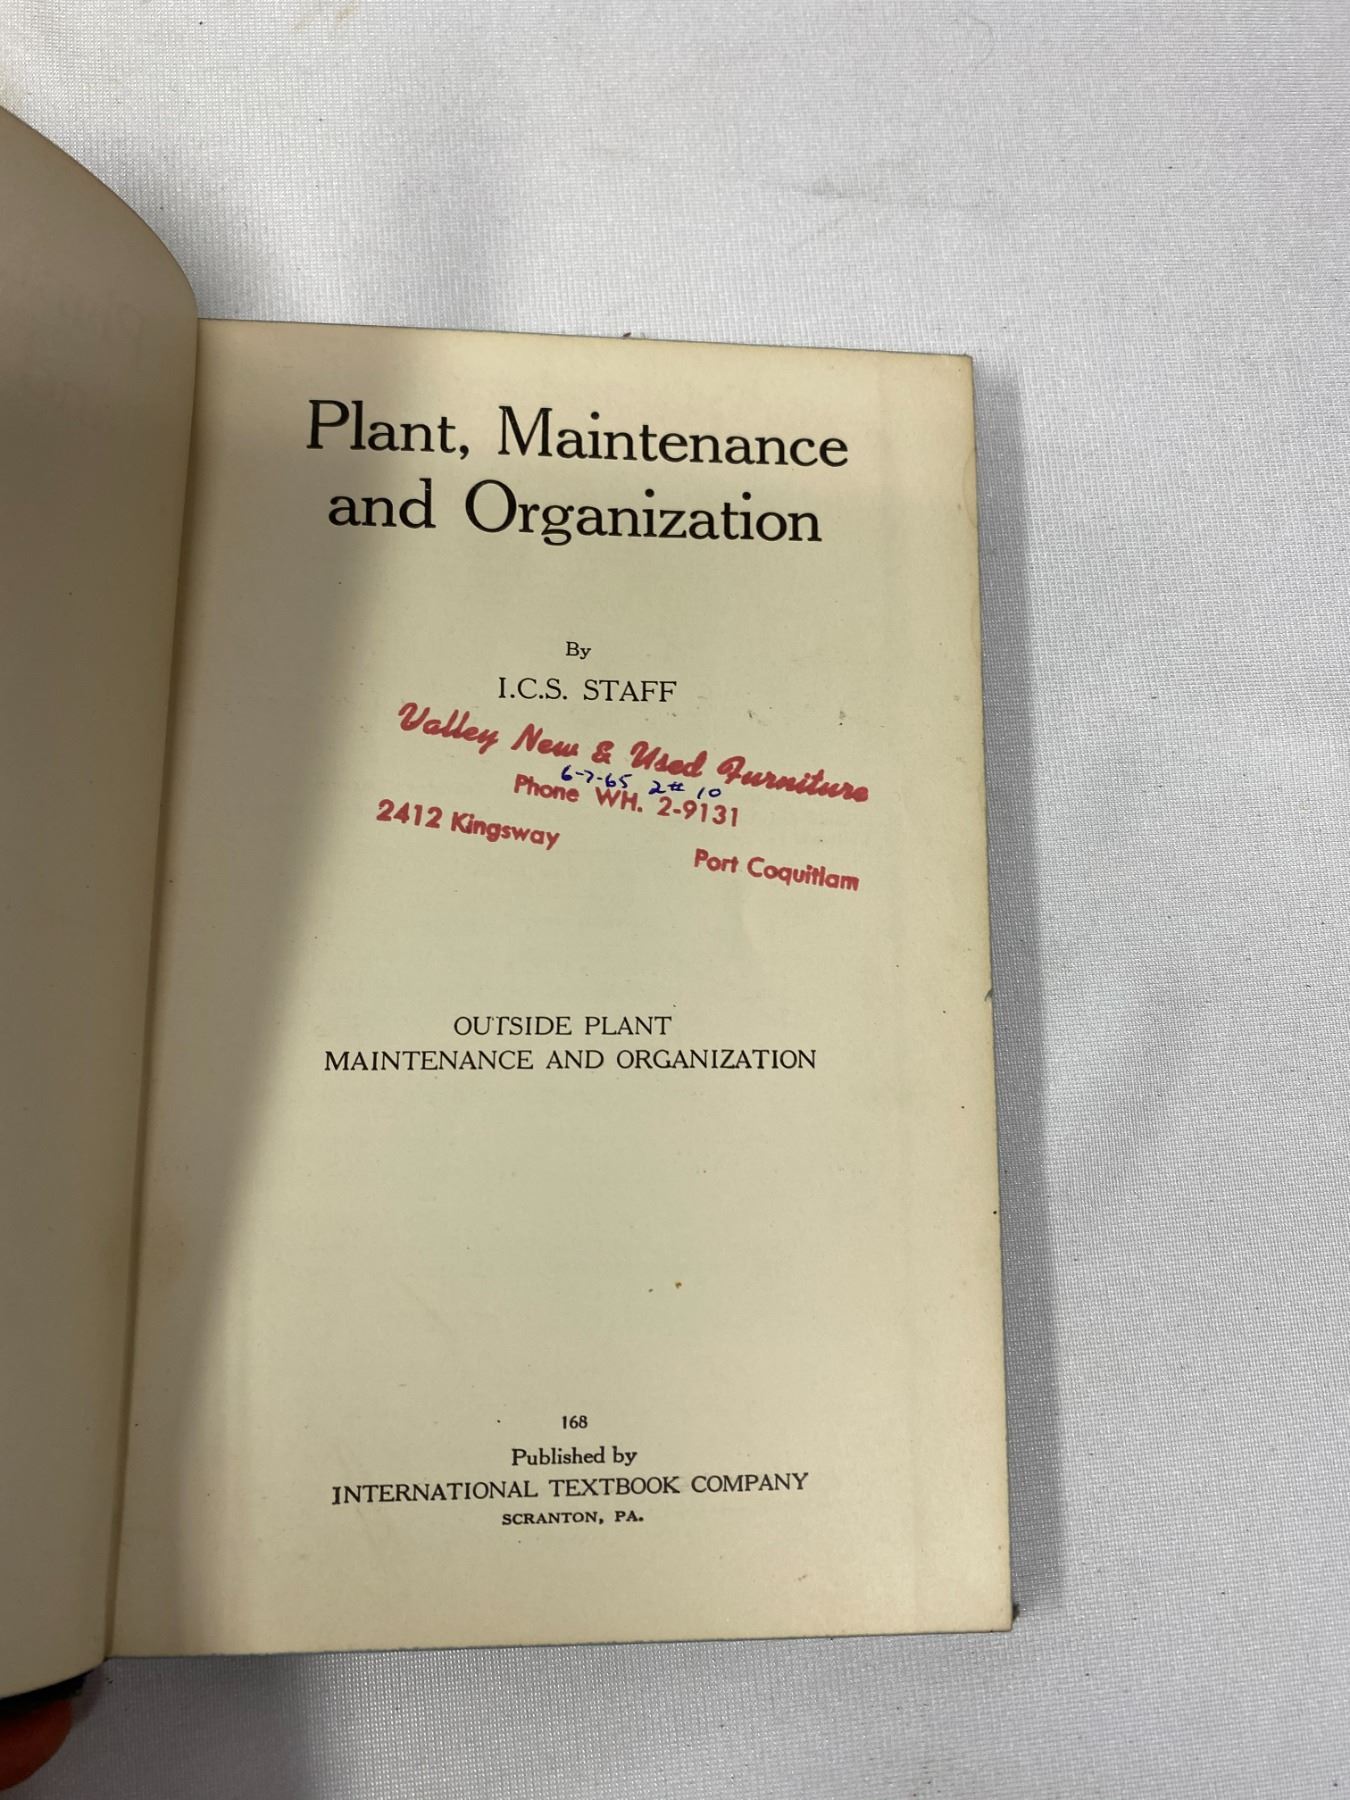 Plant, Maintenance
and Organization
By
I.C.S. STAFF
Valley New & Used Furniture
6-7-65 2# 10
Phone WH. 2-9131
2412 Kingsway
Port Coquitlam
OUTSIDE PLANT
MAINTENANCE AND ORGANIZATION
168
Published by
INTERNATIONAL TEXTBOOK COMPANY
SCRANTON, PA.